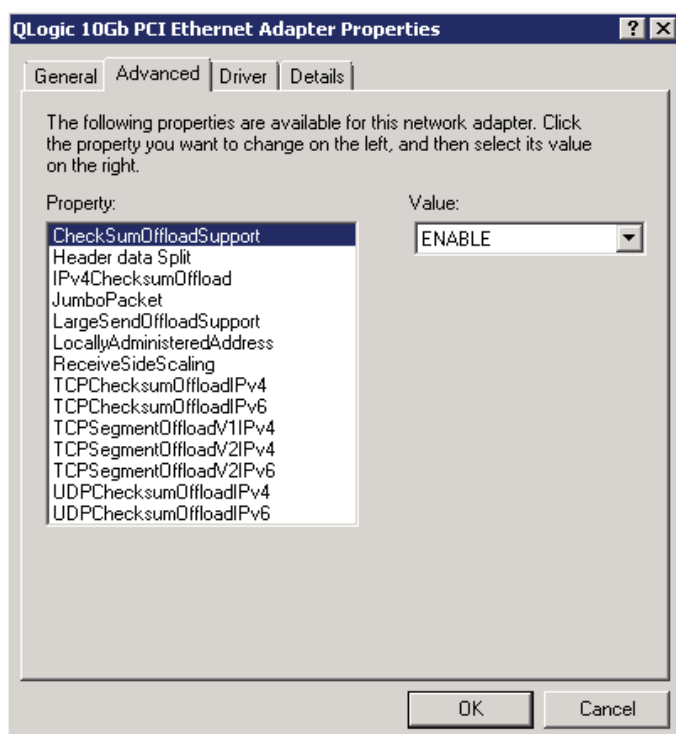 QLogic 10Gb PCI Ethernet Adapter Properties
General Advanced Driver Details
The following properties are available for this network adapter. Click
the property you want to change on the left, and then select its value
on the right.
Property:
Value:
CheckSumOffloadSupport
ENABLE
Header data Split
IPv4ChecksumOffload
JumboPacket
LargeSendOffloadSupport
LocallyAdministeredAddress
ReceiveSideScaling
TCPChecksumOffloadIPv4
TCPChecksumOffloadIPv6
TCPSegmentOffloadV1IPv4
TCPSegmentOffloadV2IPv4
TCPSegmentOffloadV2IPv6
UDPChecksumOffloadIPv4
UDPChecksumOffloadIPv6
OK
Cancel